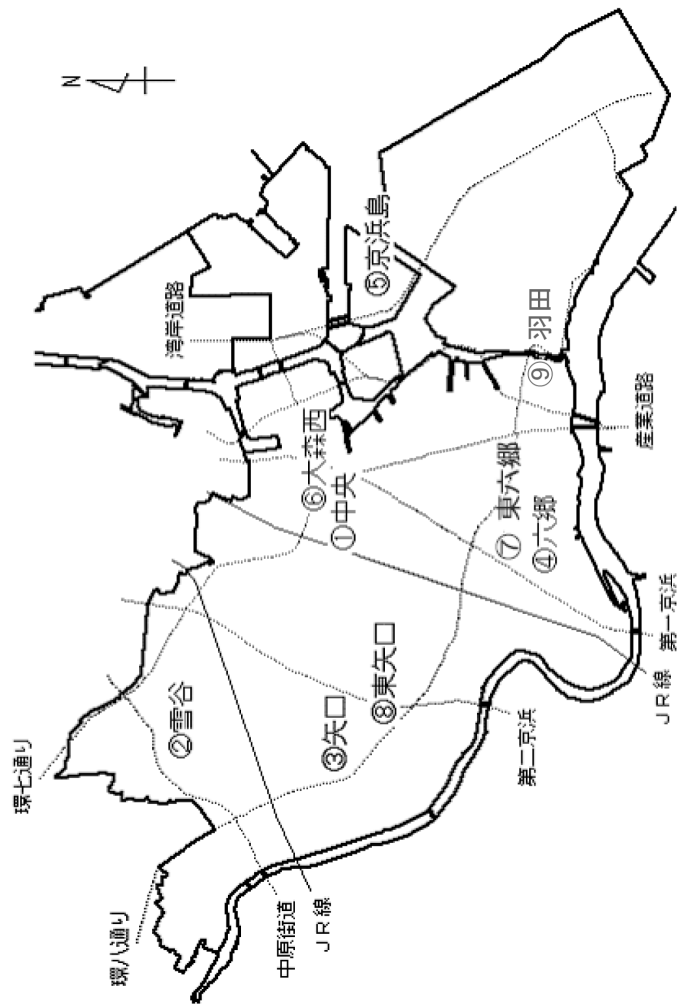 N
環七通り
環八通り
湾岸道路
②雪谷
⑤京浜島
⑥大森西
①中央
③矢口
⑧東矢口
⑦ 東六郷
④六郷
⑨ 羽田
中原街道
JR線
第二京浜
JR線
第一京浜
産業道路